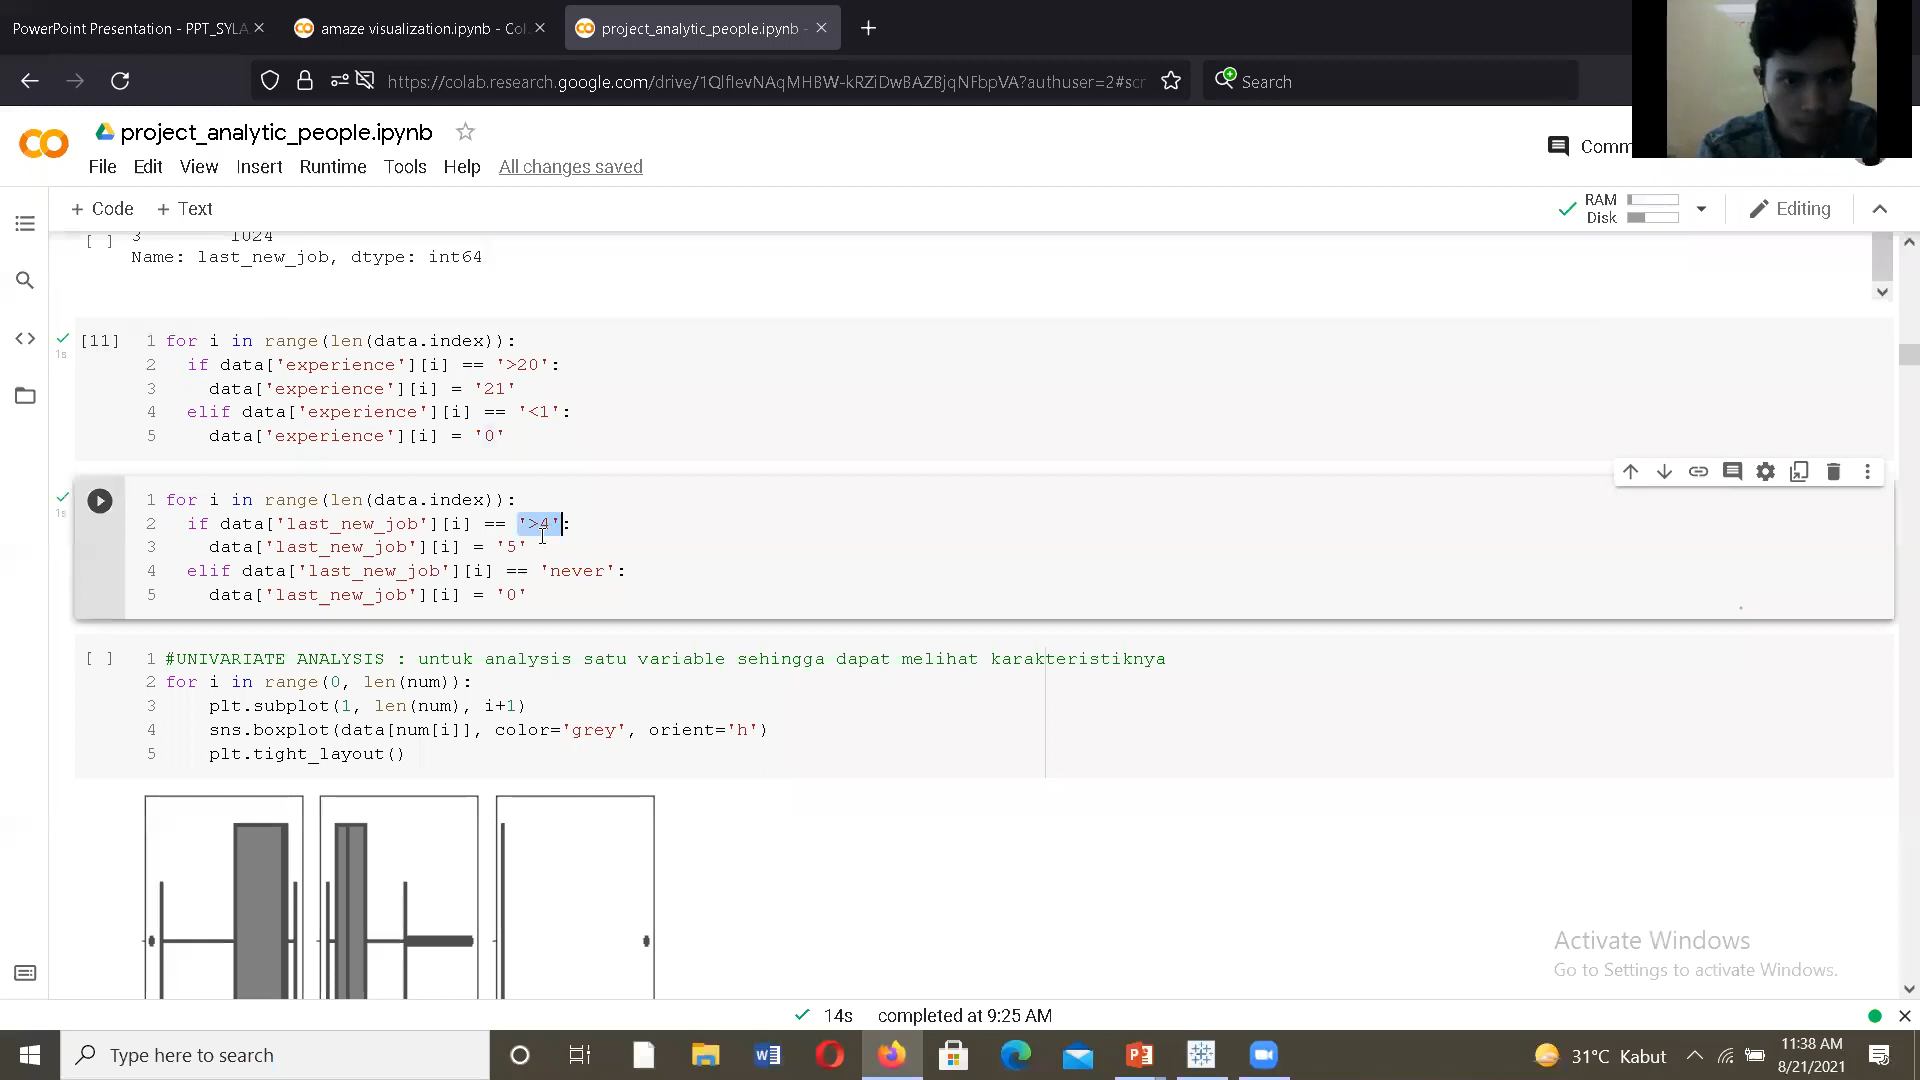 PowerPoint Presentation - PPT_SYLA
amaze visualization.ipynb - Col
project_analytic_people.ipynb -
https://colab.research.google.com/drive/1QlfIevNAqMHBW-kRZiDwBAZBjqNFbpVA?authuser=2#scr
Search
project_analytic_people.ipynb
File Edit View Insert Runtime Tools Help All changes saved
Comm
+ Code + Text
RAM
Disk
Editing
[ ] 3 1024
Name: last_new_job, dtype: int64
[11] 1 for i in range(len(data.index)):
2 if data['experience'][i] == '>20':
3 data['experience'][i] = '21'
4 elif data['experience'][i] == '<1':
5 data['experience'][i] = '0'
1s
1 for i in range(len(data.index)):
2 if data['last_new_job'][i] == '>4':
3 data['last_new_job'][i] = '5'
4 elif data['last_new_job'][i] == 'never':
5 data['last_new_job'][i] = '0'
1s
[ ] 1 #UNIVARIATE ANALYSIS : untuk analysis satu variable sehingga dapat melihat karakteristiknya
2 for i in range(0, len(num)):
3 plt.subplot(1, len(num), i+1)
4 sns.boxplot(data[num[i]], color='grey', orient='h')
5 plt.tight_layout()
Activate Windows
Go to Settings to activate Windows.
14s completed at 9:25 AM
Type here to search
31°C Kabut
11:38 AM
8/21/2021